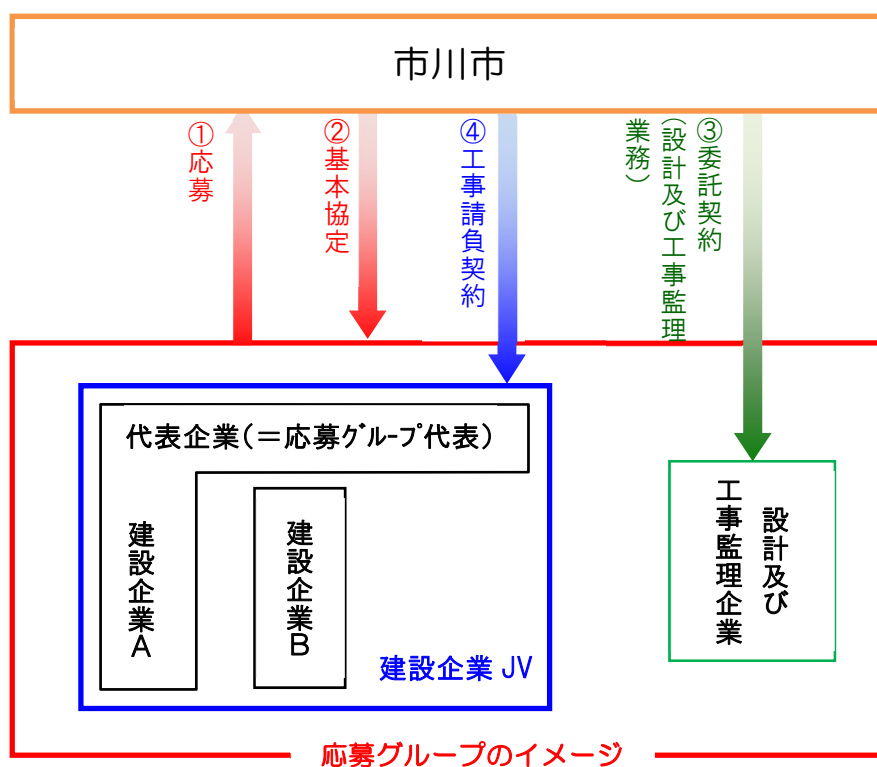 市川市
①応募
②基本協定
④工事請負契約
③委託契約
(設計及び工事監理
業務)
代表企業(=応募ｸﾞﾙｰﾌﾟ代表)
建設企業A
建設企業B
建設企業 JV
設計及び
工事監理企業
応募グループのイメージ